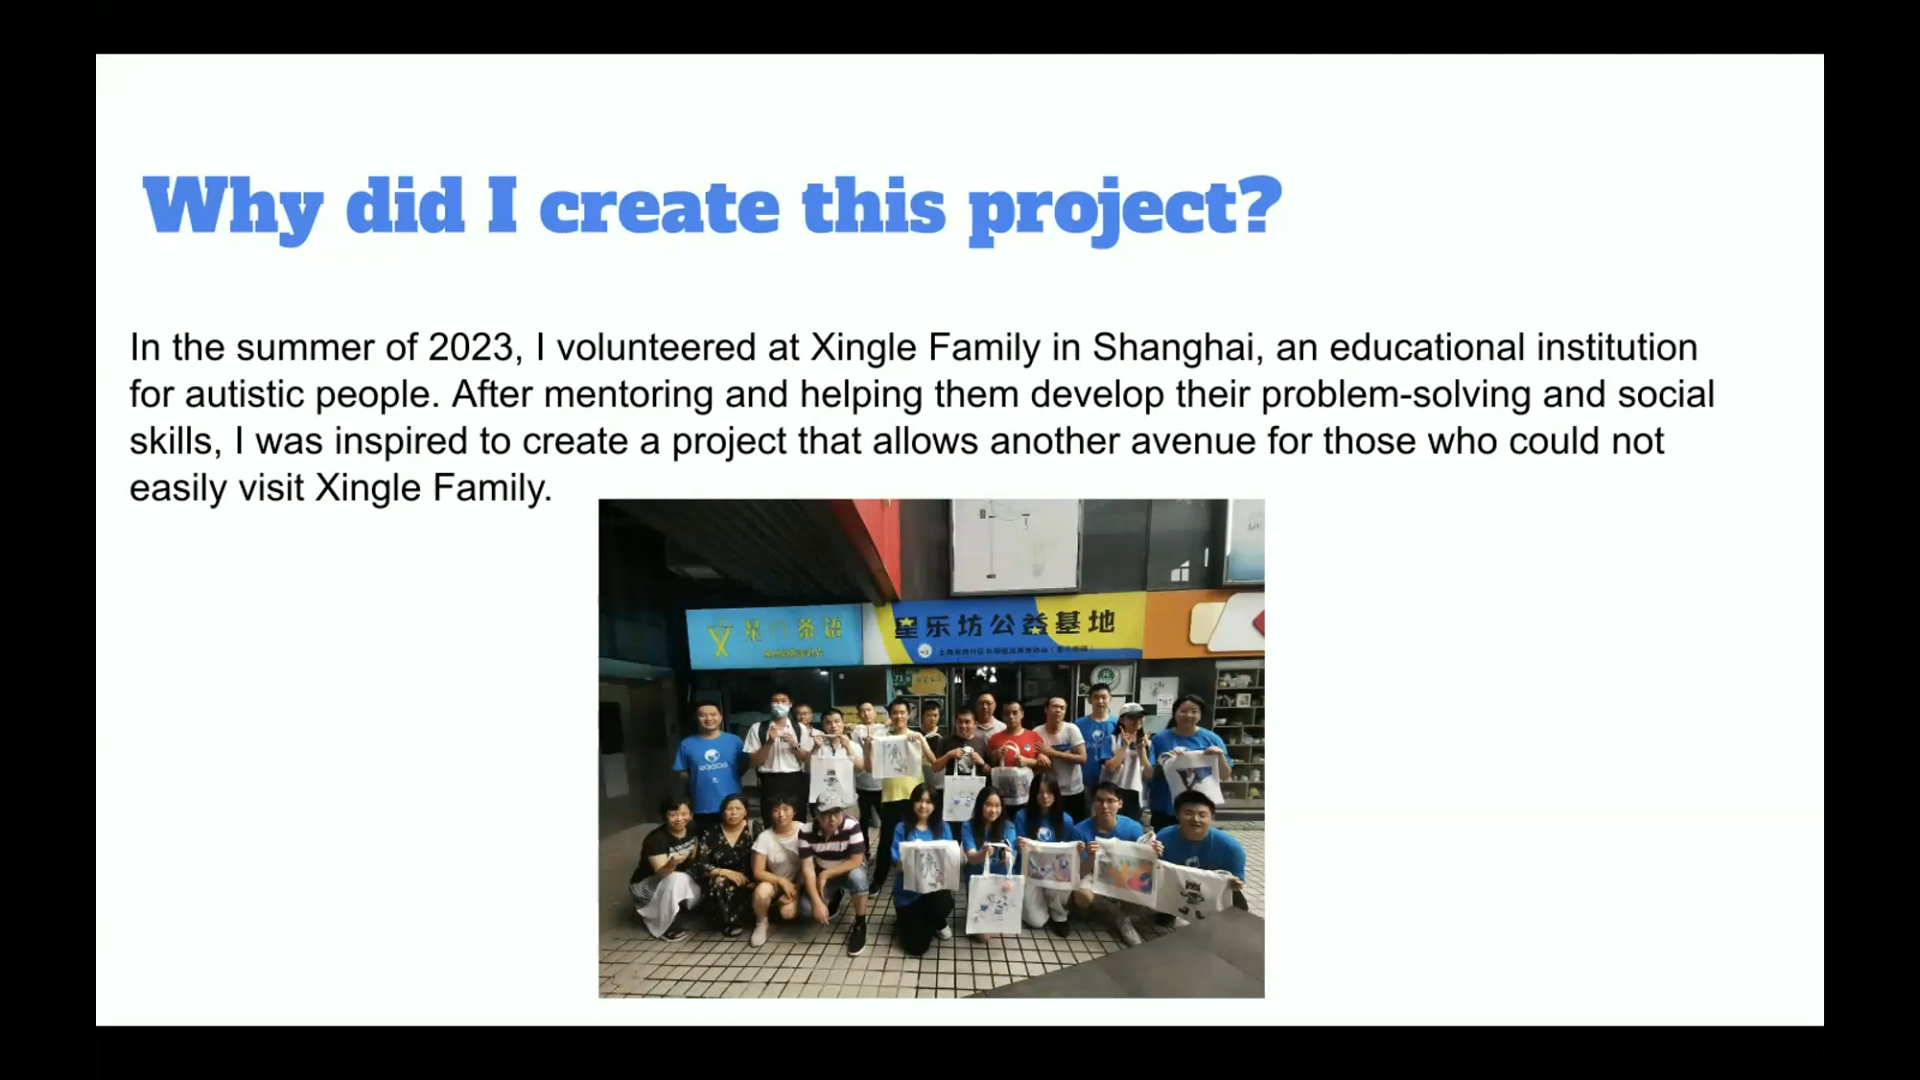 Why did I create this project?
In the summer of 2023, I volunteered at Xingle Family in Shanghai, an educational institution
for autistic people. After mentoring and helping them develop their problem-solving and social
skills, I was inspired to create a project that allows another avenue for those who could not
easily visit Xingle Family.
星乐坊公益基地